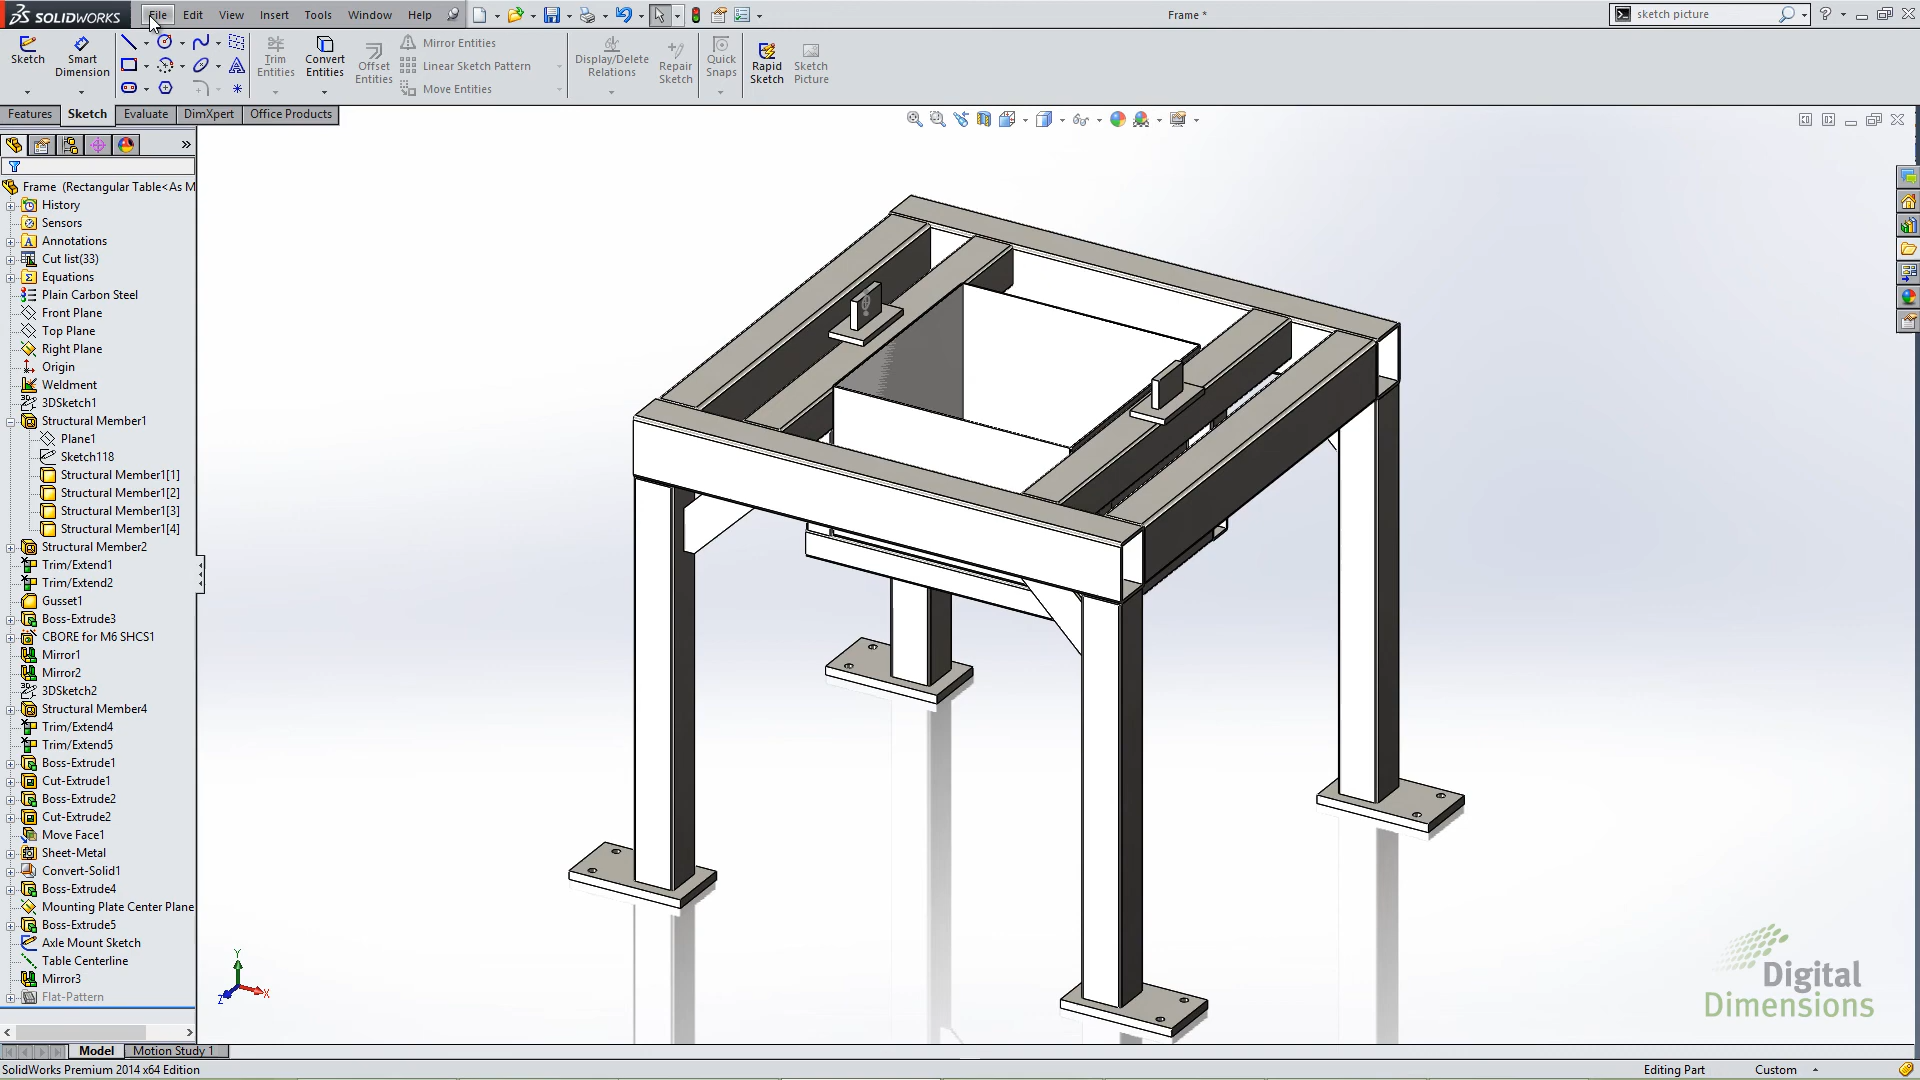 SOLIDWORKS File Edit View Insert Tools Window Help Frame * sketch picture
Sketch Smart Dimension Trim Entities Convert Entities Offset Entities Mirror Entities Linear Sketch Pattern Move Entities Display/Delete Relations Repair Sketch Quick Snaps Rapid Sketch Sketch Picture
Features Sketch Evaluate DimXpert Office Products
Frame (Rectangular Table<As M
History
Sensors
Annotations
Cut list(33)
Equations
Plain Carbon Steel
Front Plane
Top Plane
Right Plane
Origin
Weldment
3DSketch1
Structural Member1
Plane1
Sketch118
Structural Member1[1]
Structural Member1[2]
Structural Member1[3]
Structural Member1[4]
Structural Member2
Trim/Extend1
Trim/Extend2
Gusset1
Boss-Extrude3
CBORE for M6 SHCS1
Mirror1
Mirror2
3DSketch2
Structural Member4
Trim/Extend4
Trim/Extend5
Boss-Extrude1
Cut-Extrude1
Boss-Extrude2
Cut-Extrude2
Move Face1
Sheet-Metal
Convert-Solid1
Boss-Extrude4
Mounting Plate Center Plane
Boss-Extrude5
Axle Mount Sketch
Table Centerline
Mirror3
Flat-Pattern
Y
X
Z
Digital
Dimensions
Model Motion Study 1
SolidWorks Premium 2014 x64 Edition Editing Part Custom